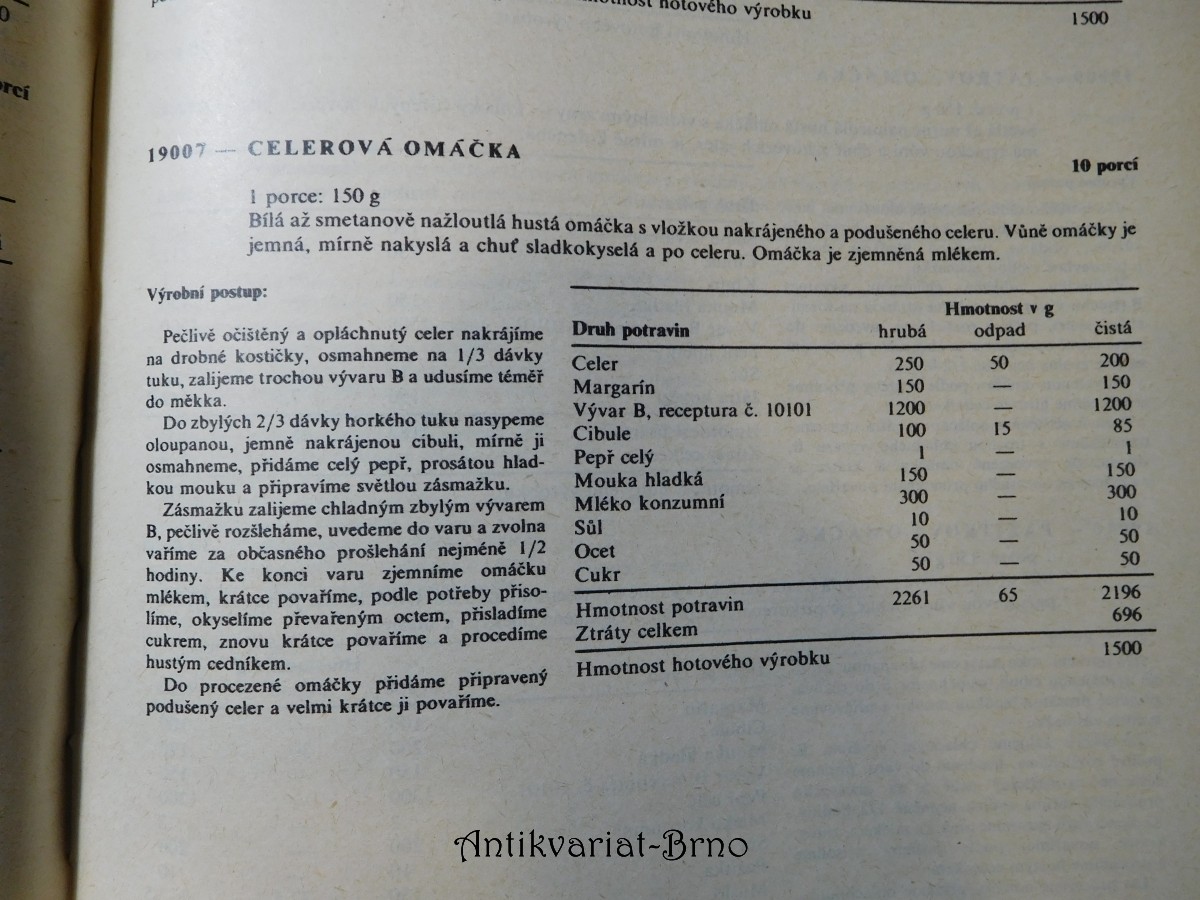 hotového výrobku 1500
19007 — CELEROVÁ OMÁČKA
10 porcí
1 porce: 150 g
Bílá až smetanově nažloutlá hustá omáčka s vložkou nakrájeného a podušeného celeru. Vůně omáčky je
jemná, mírně nakyslá a chuť sladkokyselá a po celeru. Omáčka je zjemněná mlékem.
Výrobní postup:
Pečlivě očištěný a opláchnutý celer nakrájíme
na drobné kostičky, osmahneme na 1/3 dávky
tuku, zalijeme trochou vývaru B a udusíme téměř
do měkka.
Do zbylých 2/3 dávky horkého tuku nasypeme
oloupanou, jemně nakrájenou cibuli, mírně ji
osmahneme, přidáme celý pepř, prosátou hlad-
kou mouku a připravíme světlou zásmažku.
Zásmažku zalijeme chladným zbylým vývarem
B, pečlivě rozšleháme, uvedeme do varu a zvolna
vaříme za občasného prošlehání nejméně 1/2
hodiny. Ke konci varu zjemníme omáčku
mlékem, krátce povaříme, podle potřeby přiso-
líme, okyselíme převařeným octem, přisladíme
cukrem, znovu krátce povaříme a procedíme
hustým cedníkem.
Do procezené omáčky přidáme připravený
podušený celer a velmi krátce ji povaříme.
Hmotnost v g
Druh potravin hrubá odpad čistá
Celer 250 50 200
Margarín 150 — 150
Vývar B, receptura č. 10101 1200 — 1200
Cibule 100 15 85
Pepř celý 1 — 1
Mouka hladká 150 — 150
Mléko konzumní 300 — 300
Sůl 10 — 10
Ocet 50 — 50
Cukr 50 — 50
Hmotnost potravin 2261 65 2196
Ztráty celkem 696
Hmotnost hotového výrobku 1500
Antikvariat-Brno